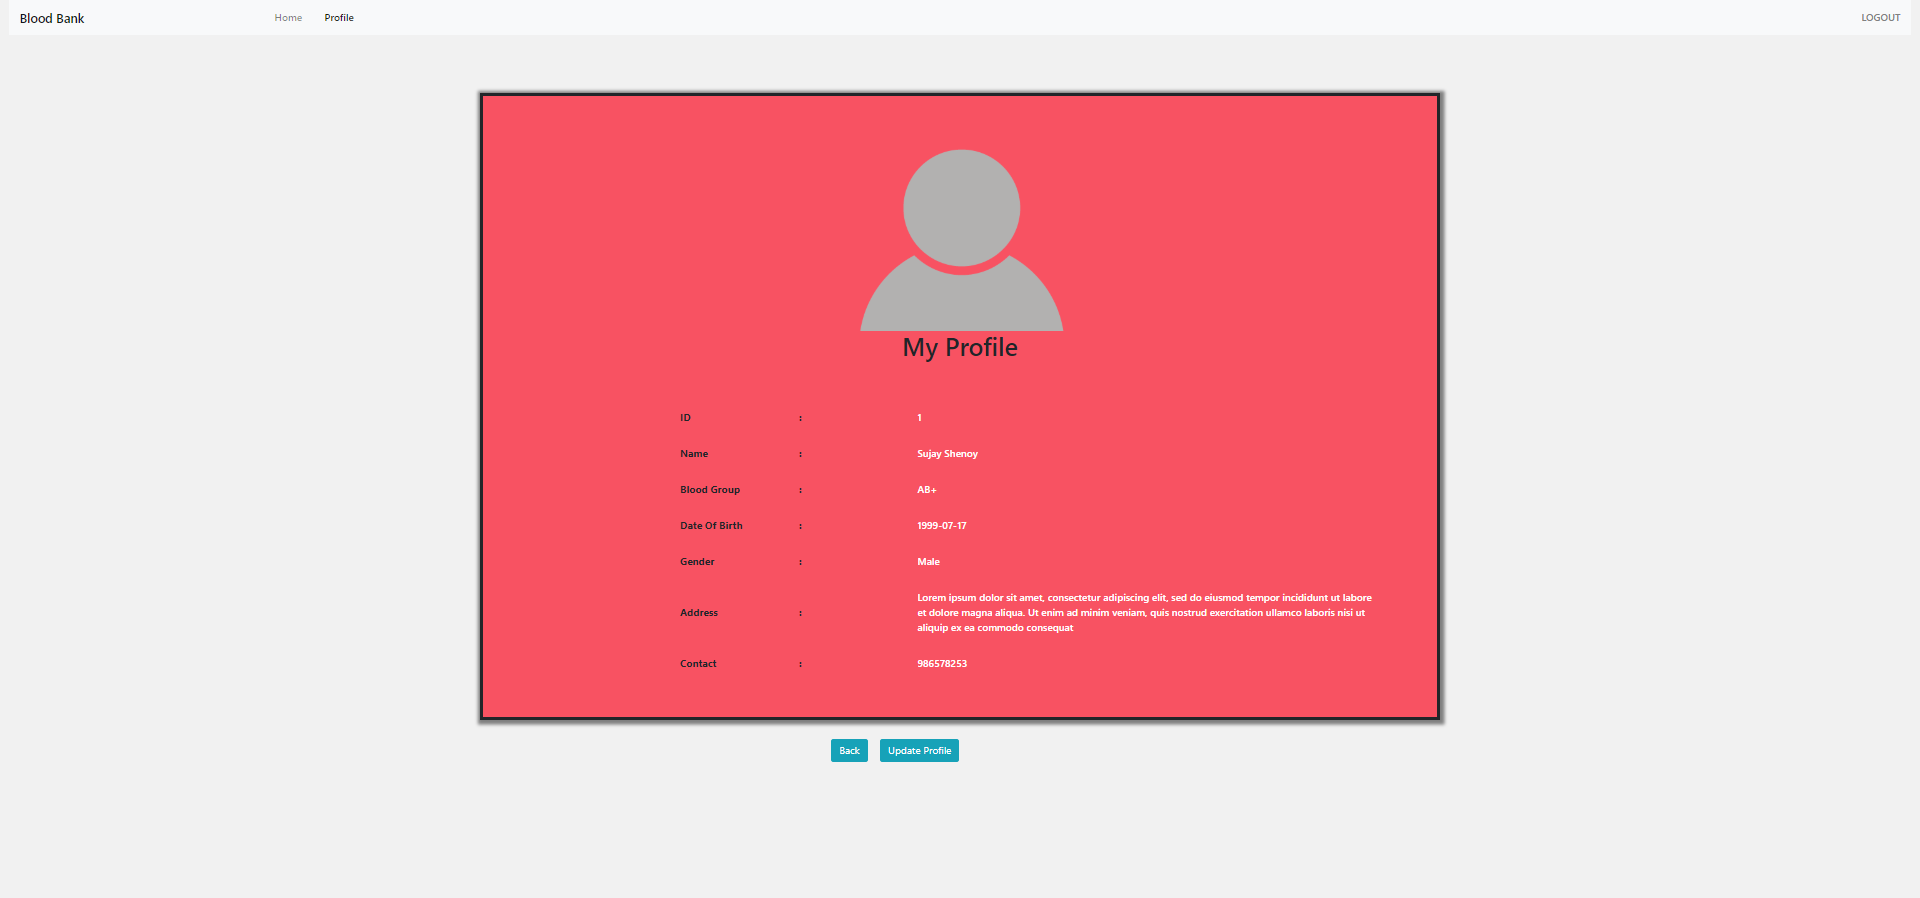 Blood Bank Home Profile LOGOUT
My Profile
ID : 1
Name : Sujay Shenoy
Blood Group : AB+
Date Of Birth : 1999-07-17
Gender : Male
Lorem ipsum dolor sit amet, consectetur adipiscing elit, sed do eiusmod tempor incididunt ut labore
Address : et dolore magna aliqua. Ut enim ad minim veniam, quis nostrud exercitation ullamco laboris nisi ut
aliquip ex ea commodo consequat
Contact : 986578253
Back Update Profile